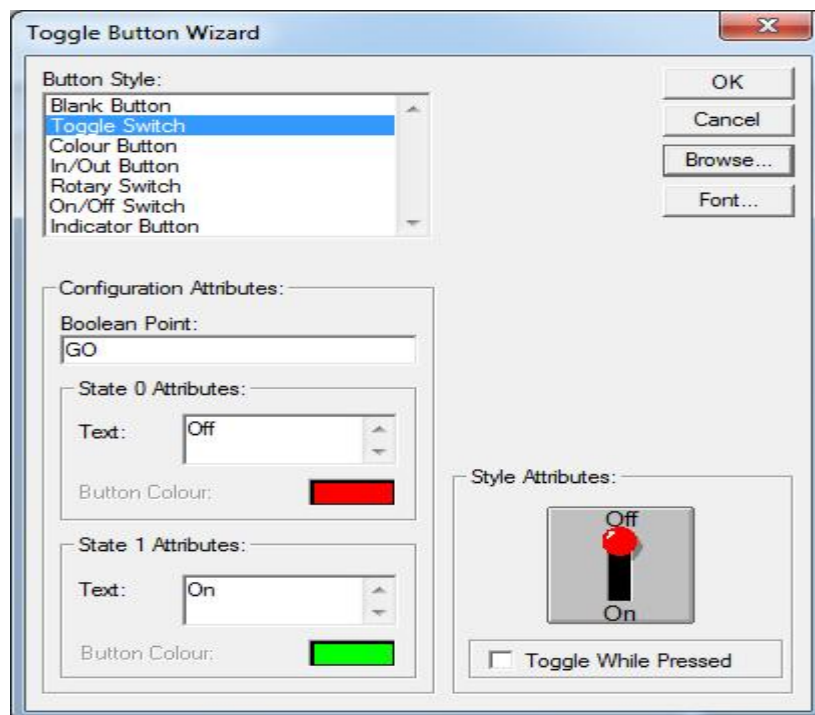 Toggle Button Wizard
Button Style:
Blank Button
Toggle Switch
Colour Button
In/Out Button
Rotary Switch
On/Off Switch
Indicator Button
OK
Cancel
Browse...
Font...
Configuration Attributes:
Boolean Point:
GO
State 0 Attributes:
Text: Off
Button Colour:
State 1 Attributes:
Text: On
Button Colour:
Style Attributes:
Off
On
Toggle While Pressed